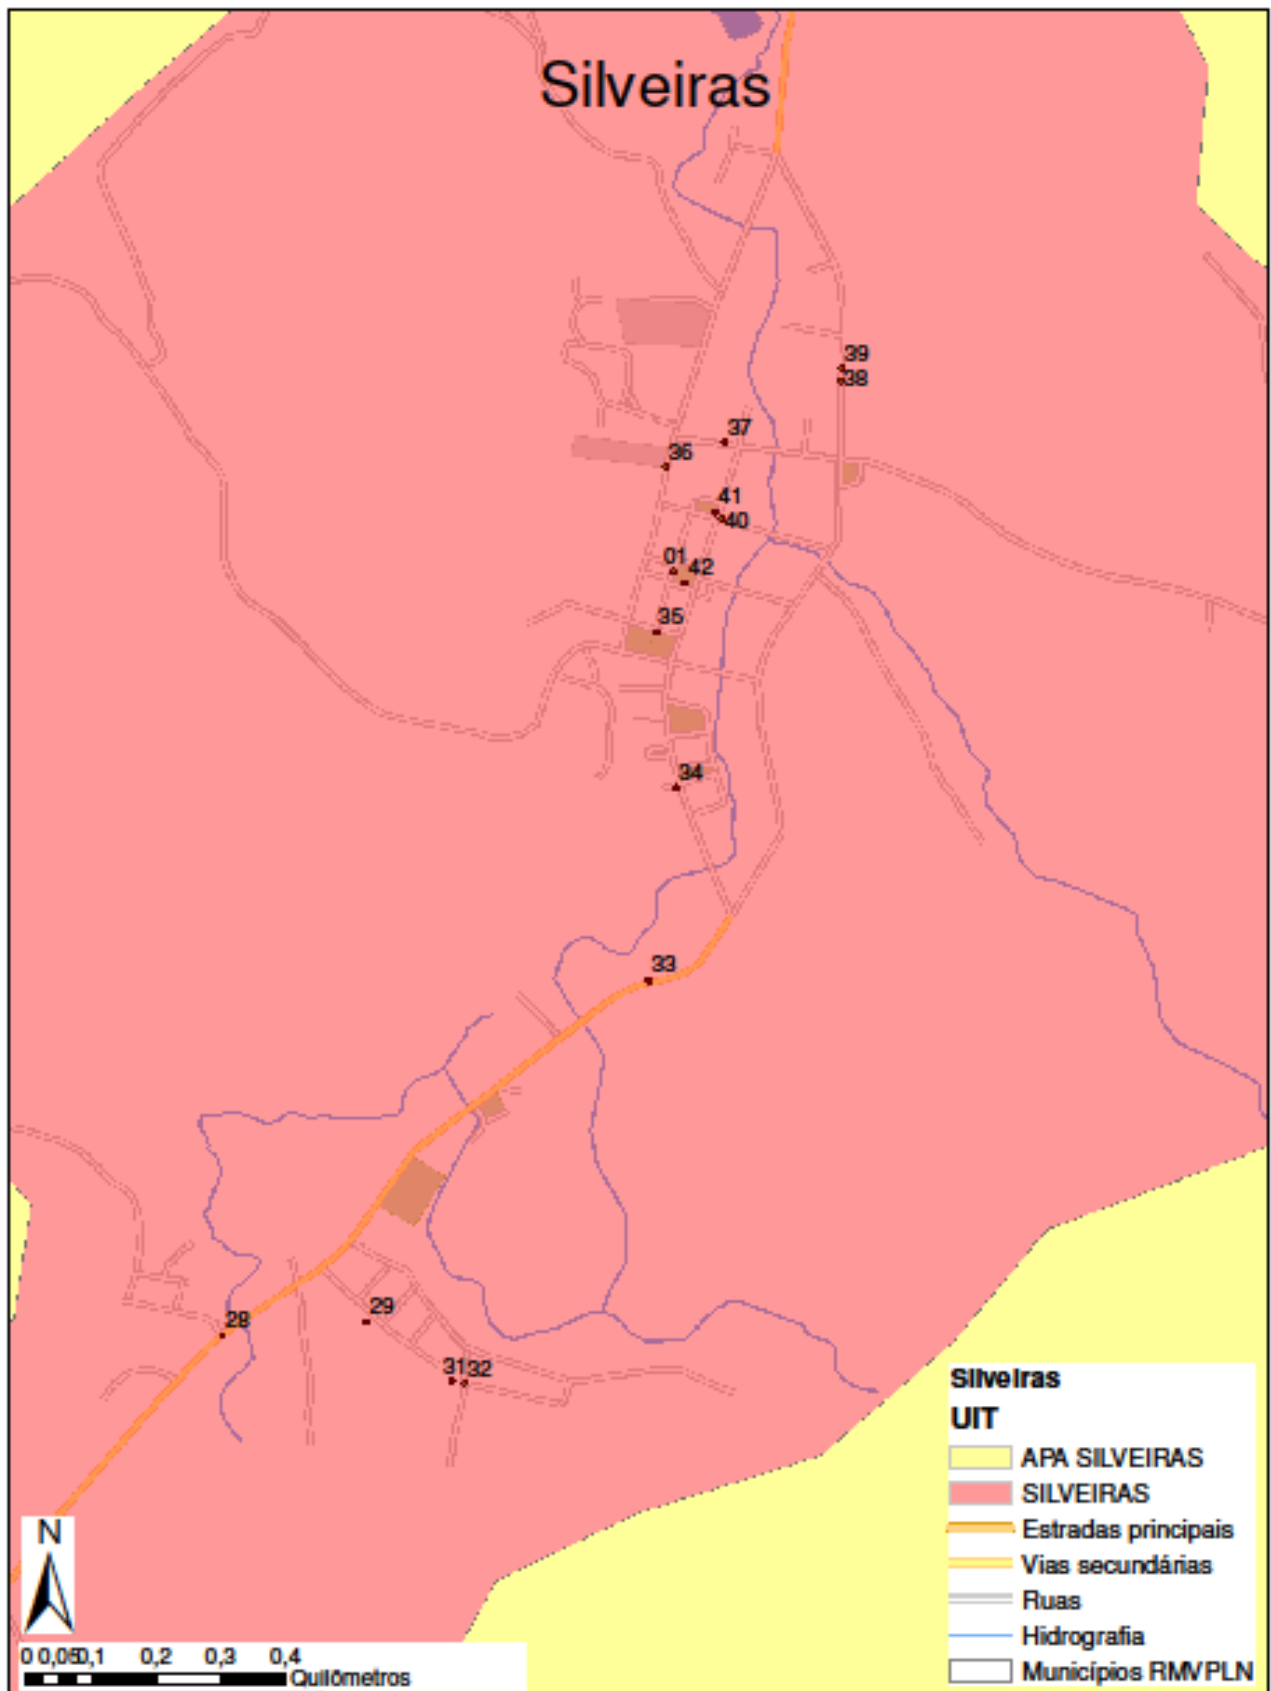 Silveiras
39
38
37
36
41
40
01
42
35
34
33
28
29
31 32
Silveiras
UIT
APA SILVEIRAS
SILVEIRAS
Estradas principais
Vias secundárias
Ruas
Hidrografia
Municípios RMVPLN
N
0 0,05 0,1 0,2 0,3 0,4
Quilômetros